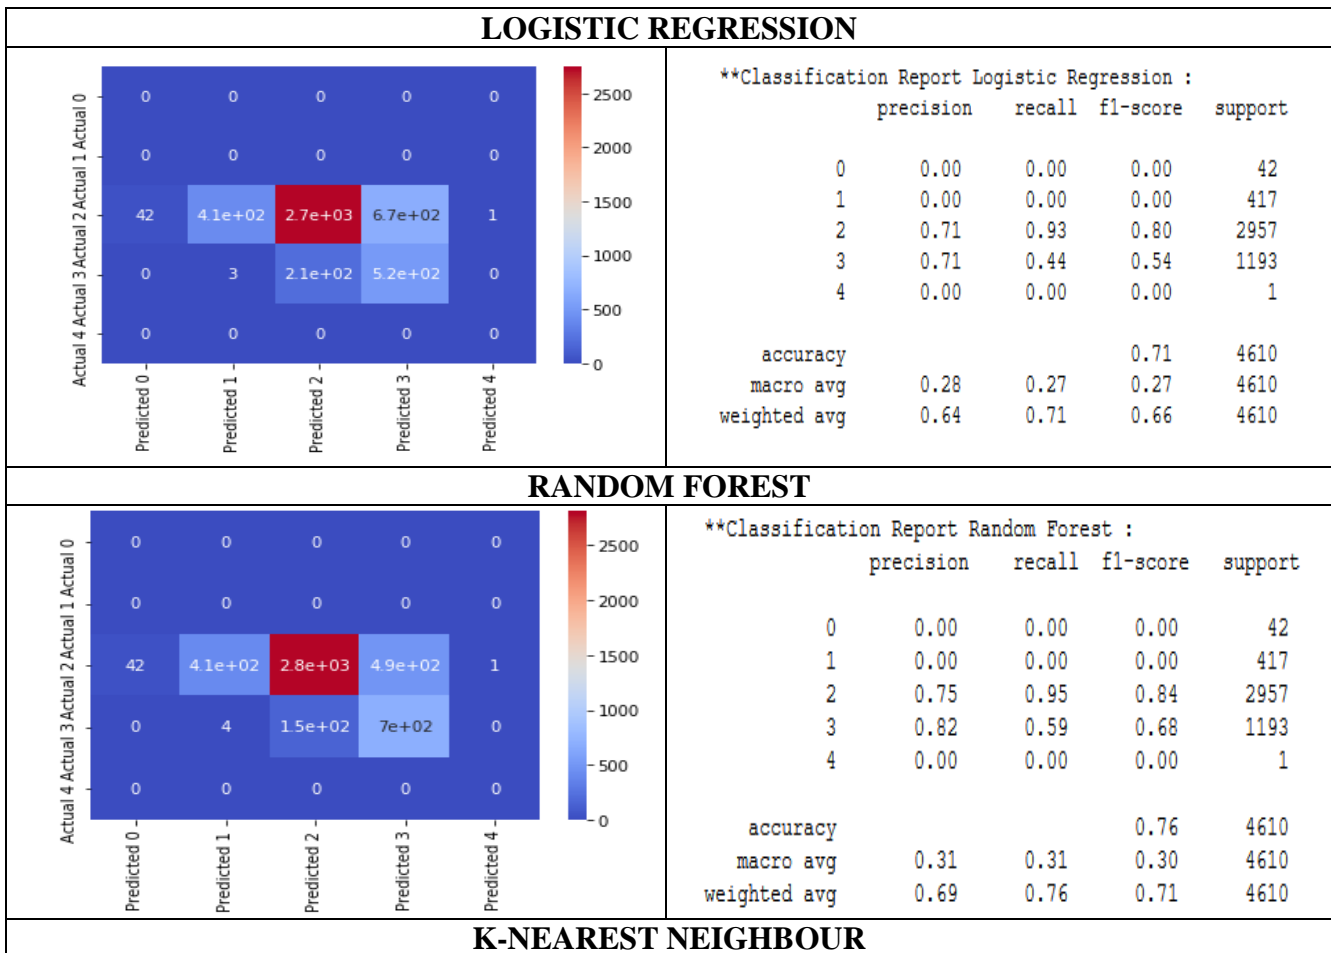 LOGISTIC REGRESSION
0 0 0 0 0
0 0 0 0 0
42 4.1e+02 2.7e+03 6.7e+02 1
0 3 2.1e+02 5.2e+02 0
0 0 0 0 0
Actual 4 Actual 3 Actual 2 Actual 1 Actual 0
Predicted 0
Predicted 1
Predicted 2
Predicted 3
Predicted 4
2500
2000
1500
1000
500
0
**Classification Report Logistic Regression :
precision recall f1-score support
0 0.00 0.00 0.00 42
1 0.00 0.00 0.00 417
2 0.71 0.93 0.80 2957
3 0.71 0.44 0.54 1193
4 0.00 0.00 0.00 1
accuracy 0.71 4610
macro avg 0.28 0.27 0.27 4610
weighted avg 0.64 0.71 0.66 4610
RANDOM FOREST
0 0 0 0 0
0 0 0 0 0
42 4.1e+02 2.8e+03 4.9e+02 1
0 4 1.5e+02 7e+02 0
0 0 0 0 0
Actual 4 Actual 3 Actual 2 Actual 1 Actual 0
Predicted 0
Predicted 1
Predicted 2
Predicted 3
Predicted 4
2500
2000
1500
1000
500
0
**Classification Report Random Forest :
precision recall f1-score support
0 0.00 0.00 0.00 42
1 0.00 0.00 0.00 417
2 0.75 0.95 0.84 2957
3 0.82 0.59 0.68 1193
4 0.00 0.00 0.00 1
accuracy 0.76 4610
macro avg 0.31 0.31 0.30 4610
weighted avg 0.69 0.76 0.71 4610
K-NEAREST NEIGHBOUR